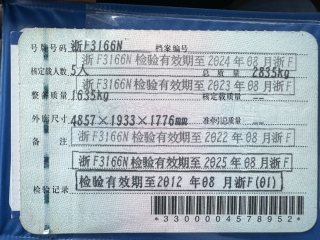 号牌号码 浙F3166N 档案编号
浙F3166N 检验有效期至 2024年 08月 浙F
核定载人数 5人 总质量 2835kg
浙F3166N 检验有效期至 2023年 08月 浙F
整备质量 1635kg 核定载质量 --
外廓尺寸 4857×1933×1776mm 准牵引总质量 --
备注 浙F3166N 检验有效期至 2022年 08月 浙F
浙F3166N 检验有效期至 2025年 08月 浙F
检验记录 检验有效期至2012年 08月浙F(01)
*3300004578952*